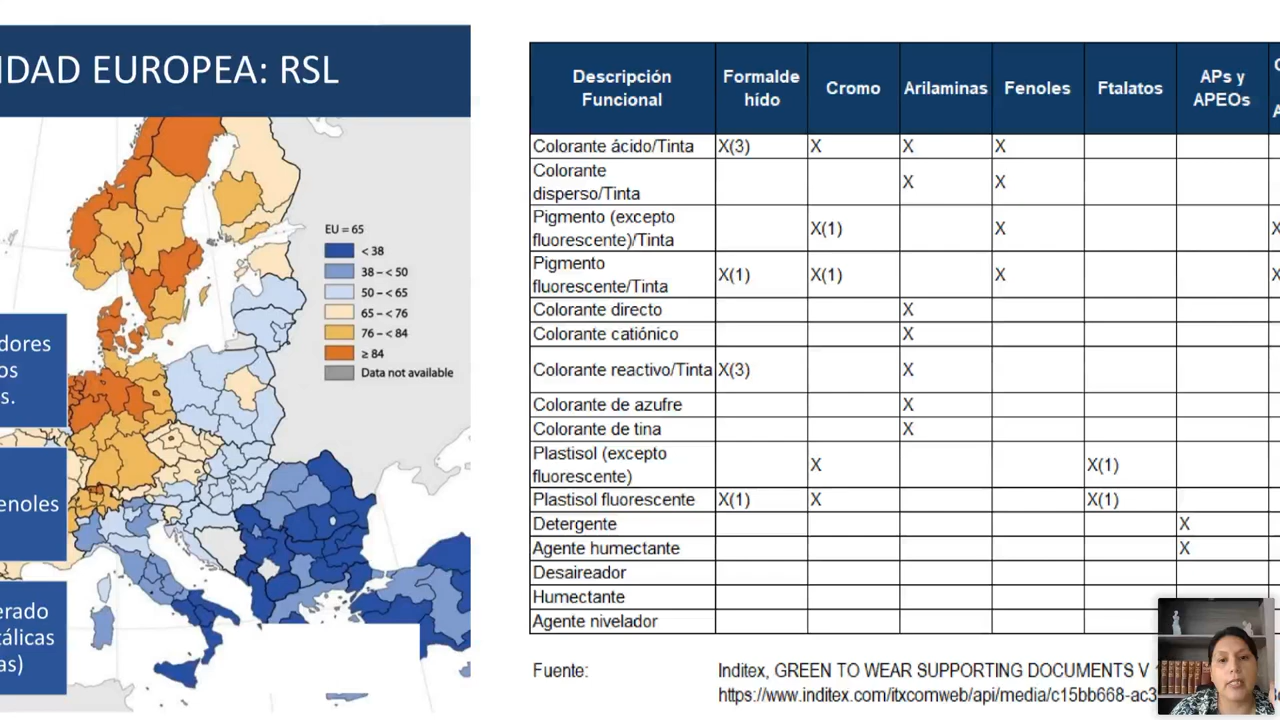 IDAD EUROPEA: RSL
EU = 65
< 38
38 – < 50
50 – < 65
65 – < 76
76 – < 84
≥ 84
Data not available
dores
os
s.
enoles
erado
tálicas
as)
Descripción Funcional Formalde hído Cromo Arilaminas Fenoles Ftalatos APs y APEOs
Colorante ácido/Tinta X(3) X X X
Colorante
disperso/Tinta X X
Pigmento (excepto
fluorescente)/Tinta X(1) X X
Pigmento
fluorescente/Tinta X(1) X(1) X X
Colorante directo X
Colorante catiónico X
Colorante reactivo/Tinta X(3) X
Colorante de azufre X
Colorante de tina X
Plastisol (excepto
fluorescente) X X(1)
Plastisol fluorescente X(1) X X(1)
Detergente X
Agente humectante X
Desaireador
Humectante
Agente nivelador
Fuente: Inditex, GREEN TO WEAR SUPPORTING DOCUMENTS V
https://www.inditex.com/itxcomweb/api/media/c15bb668-ac3